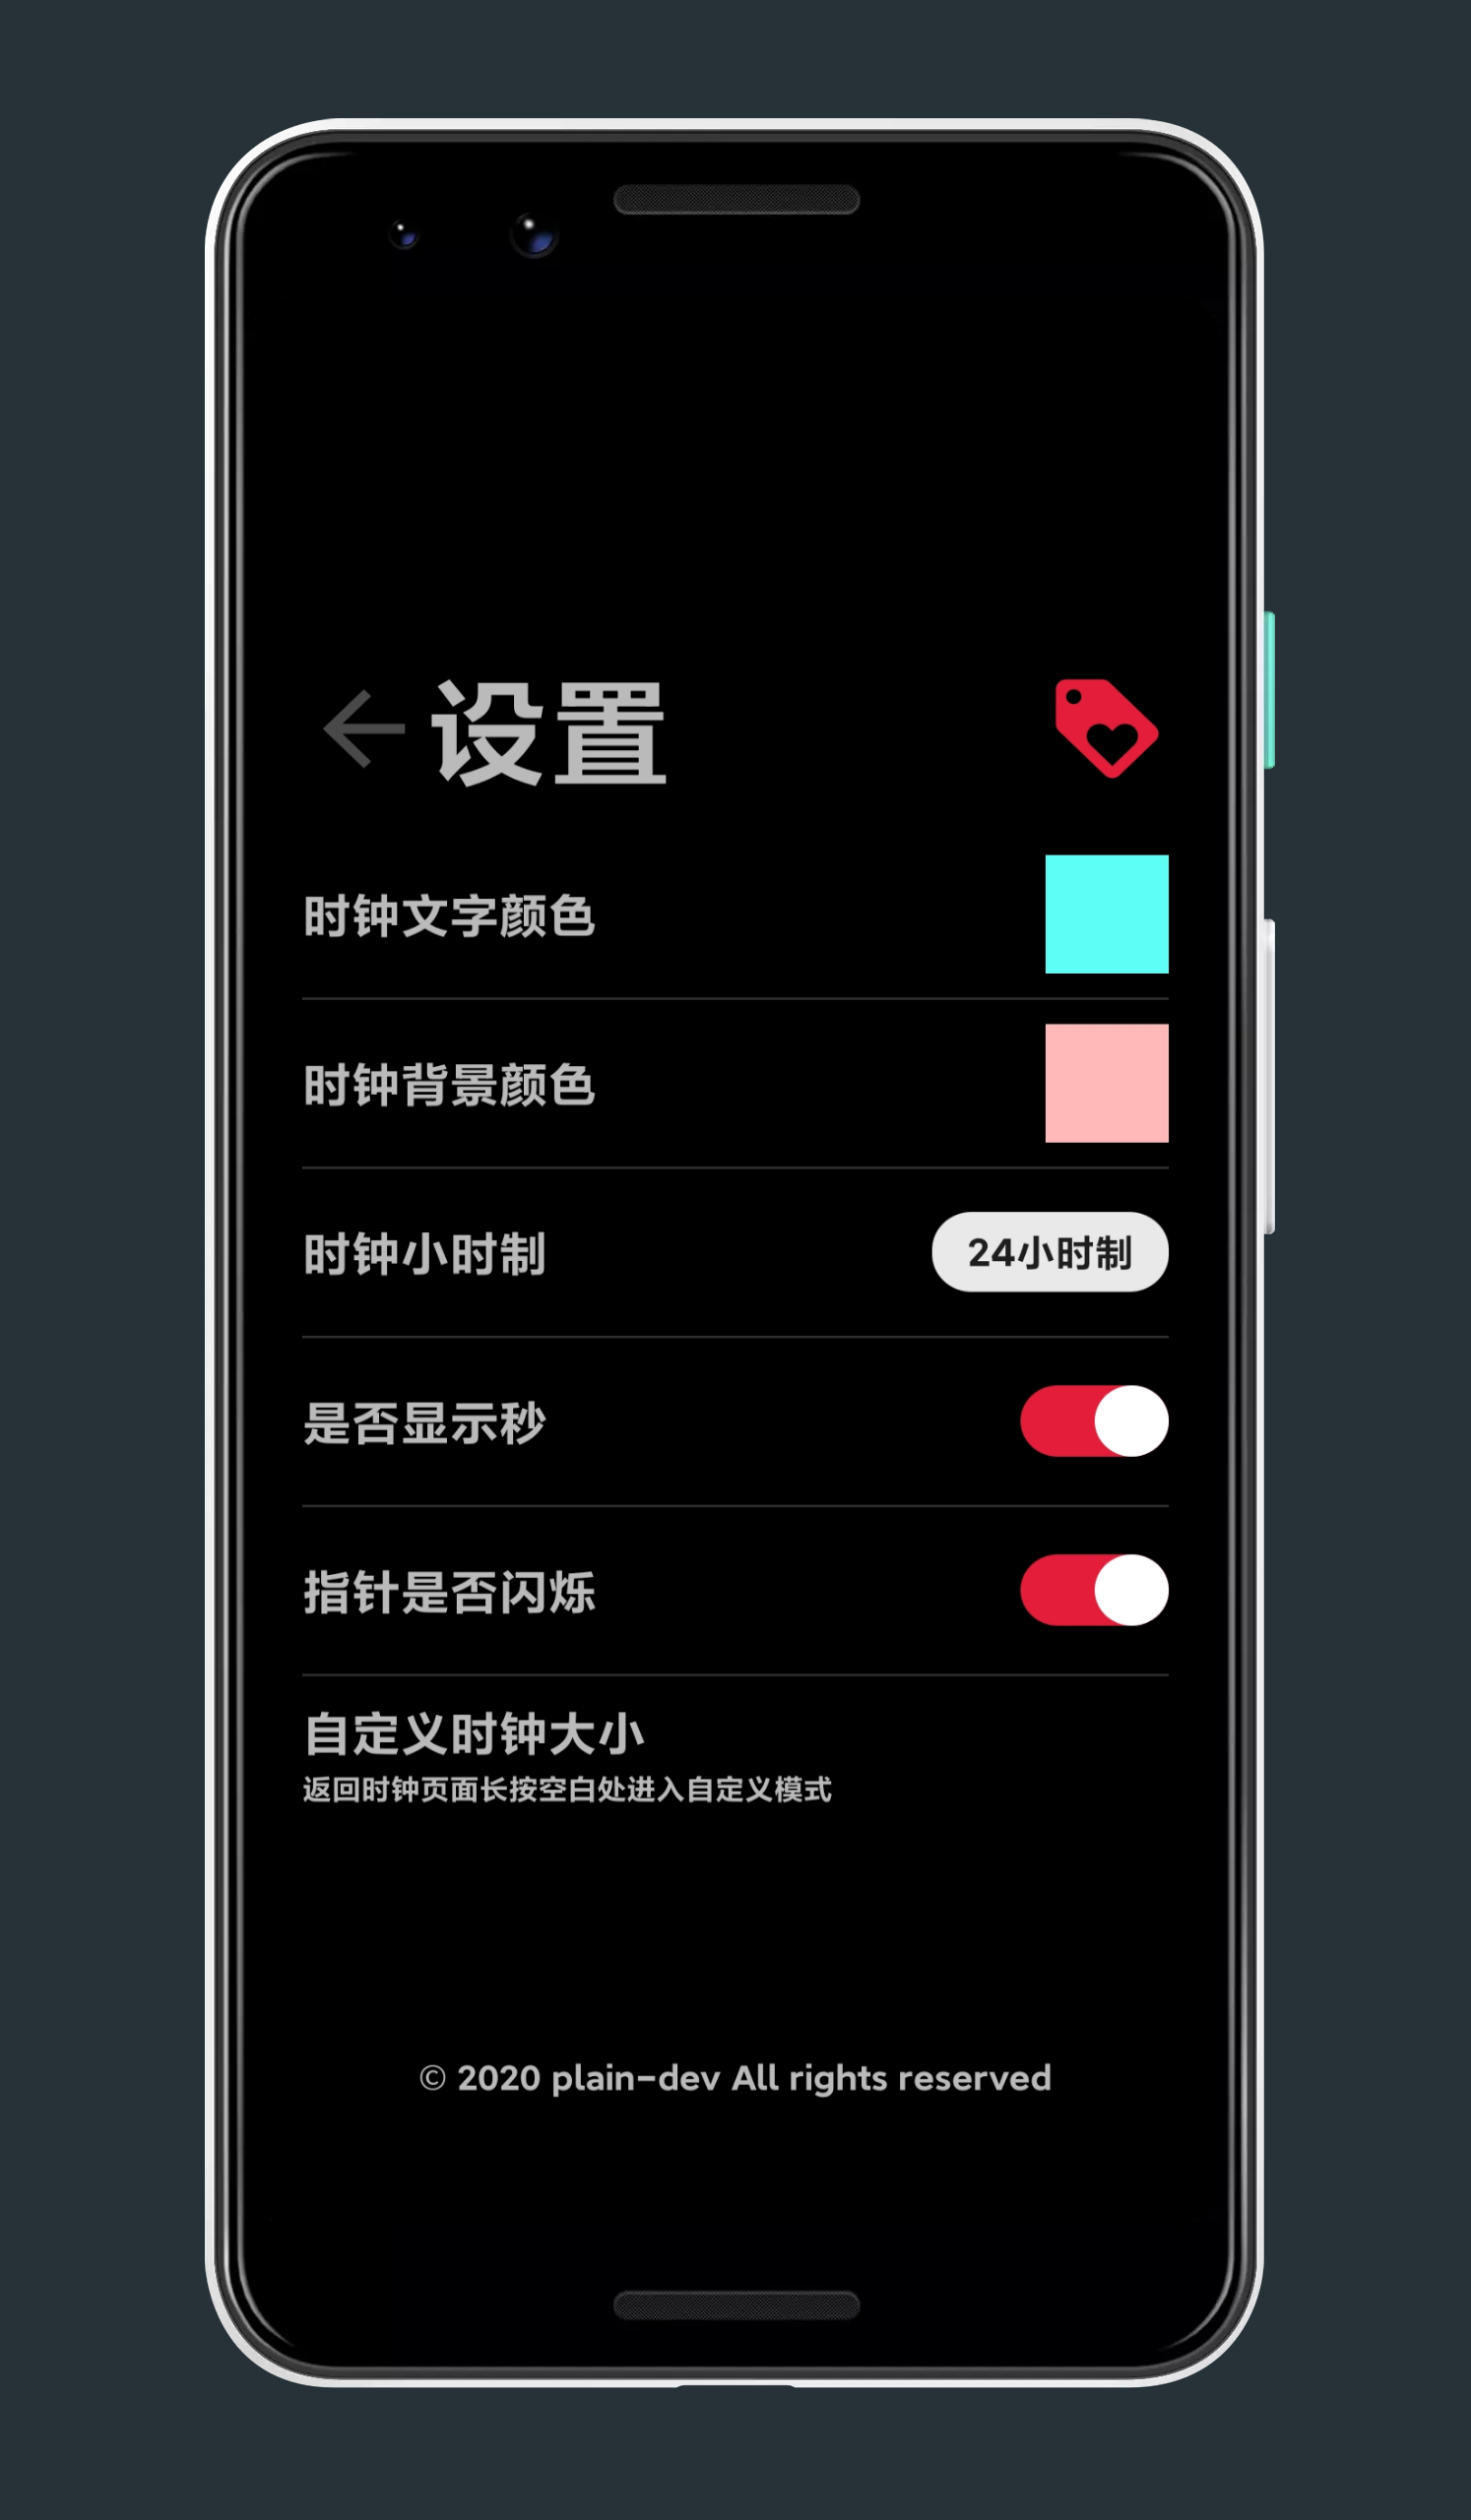 设置
时钟文字颜色
时钟背景颜色
时钟小时制
24小时制
是否显示秒
指针是否闪烁
自定义时钟大小
返回时钟页面长按空白处进入自定义模式
© 2020 plain-dev All rights reserved